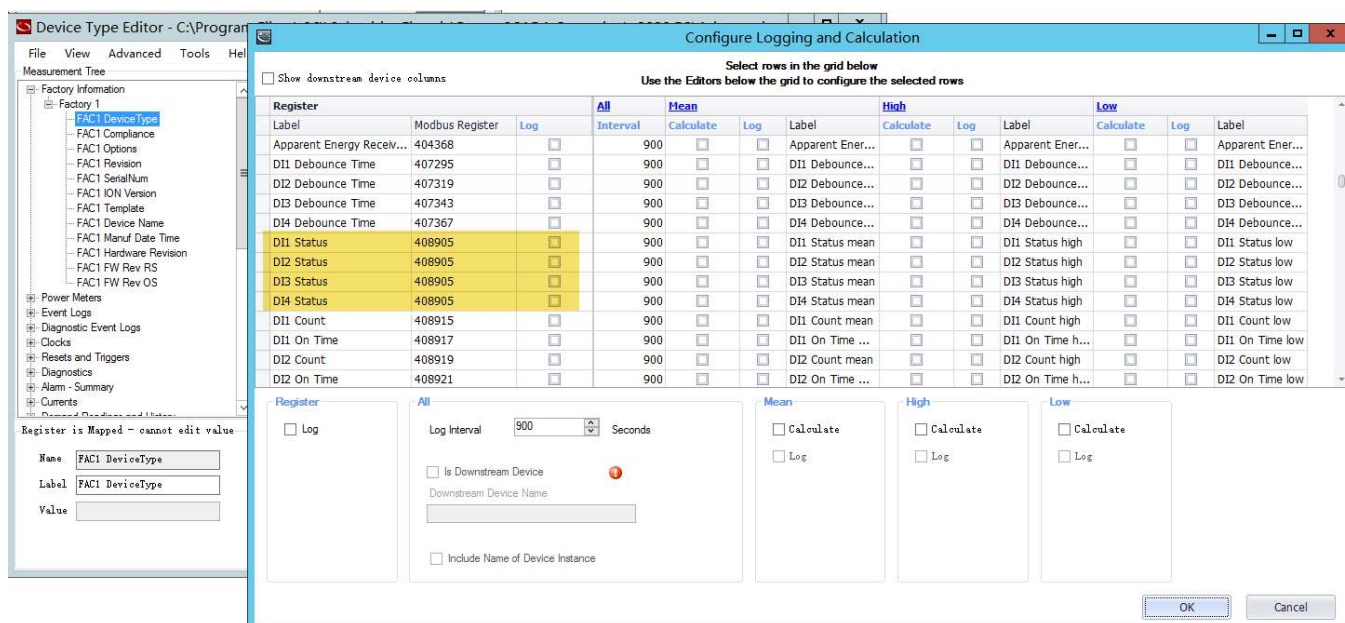 Device Type Editor - C:\Program
File View Advanced Tools Hel
Measurement Tree
Factory Information
Factory 1
FAC1 DeviceType
FAC1 Compliance
FAC1 Options
FAC1 Revision
FAC1 SerialNum
FAC1 ION Version
FAC1 Template
FAC1 Device Name
FAC1 Manuf Date Time
FAC1 Hardware Revision
FAC1 FW Rev RS
FAC1 FW Rev OS
Power Meters
Event Logs
Diagnostic Event Logs
Clocks
Resets and Triggers
Diagnostics
Alarm - Summary
Currents
Register is Mapped - cannot edit value
Name FAC1 DeviceType
Label FAC1 DeviceType
Value
Configure Logging and Calculation
Show downstream device columns
Select rows in the grid below
Use the Editors below the grid to configure the selected rows
Register All Mean High Low
Label Modbus Register Log Interval Calculate Log Label Calculate Log Label Calculate Log Label
Apparent Energy Receiv... 404368 900 Apparent Ener... Apparent Ener... Apparent Ener...
DI1 Debounce Time 407295 900 DI1 Debounce... DI1 Debounce... DI1 Debounce...
DI2 Debounce Time 407319 900 DI2 Debounce... DI2 Debounce... DI2 Debounce...
DI3 Debounce Time 407343 900 DI3 Debounce... DI3 Debounce... DI3 Debounce...
DI4 Debounce Time 407367 900 DI4 Debounce... DI4 Debounce... DI4 Debounce...
DI1 Status 408905 900 DI1 Status mean DI1 Status high DI1 Status low
DI2 Status 408905 900 DI2 Status mean DI2 Status high DI2 Status low
DI3 Status 408905 900 DI3 Status mean DI3 Status high DI3 Status low
DI4 Status 408905 900 DI4 Status mean DI4 Status high DI4 Status low
DI1 Count 408915 900 DI1 Count mean DI1 Count high DI1 Count low
DI1 On Time 408917 900 DI1 On Time ... DI1 On Time h... DI1 On Time low
DI2 Count 408919 900 DI2 Count mean DI2 Count high DI2 Count low
DI2 On Time 408921 900 DI2 On Time ... DI2 On Time h... DI2 On Time low
Register All Mean High Low
Log Log Interval 900 Seconds Calculate Calculate Calculate
Log Log Log
Is Downstream Device
Downstream Device Name
Include Name of Device Instance
OK Cancel